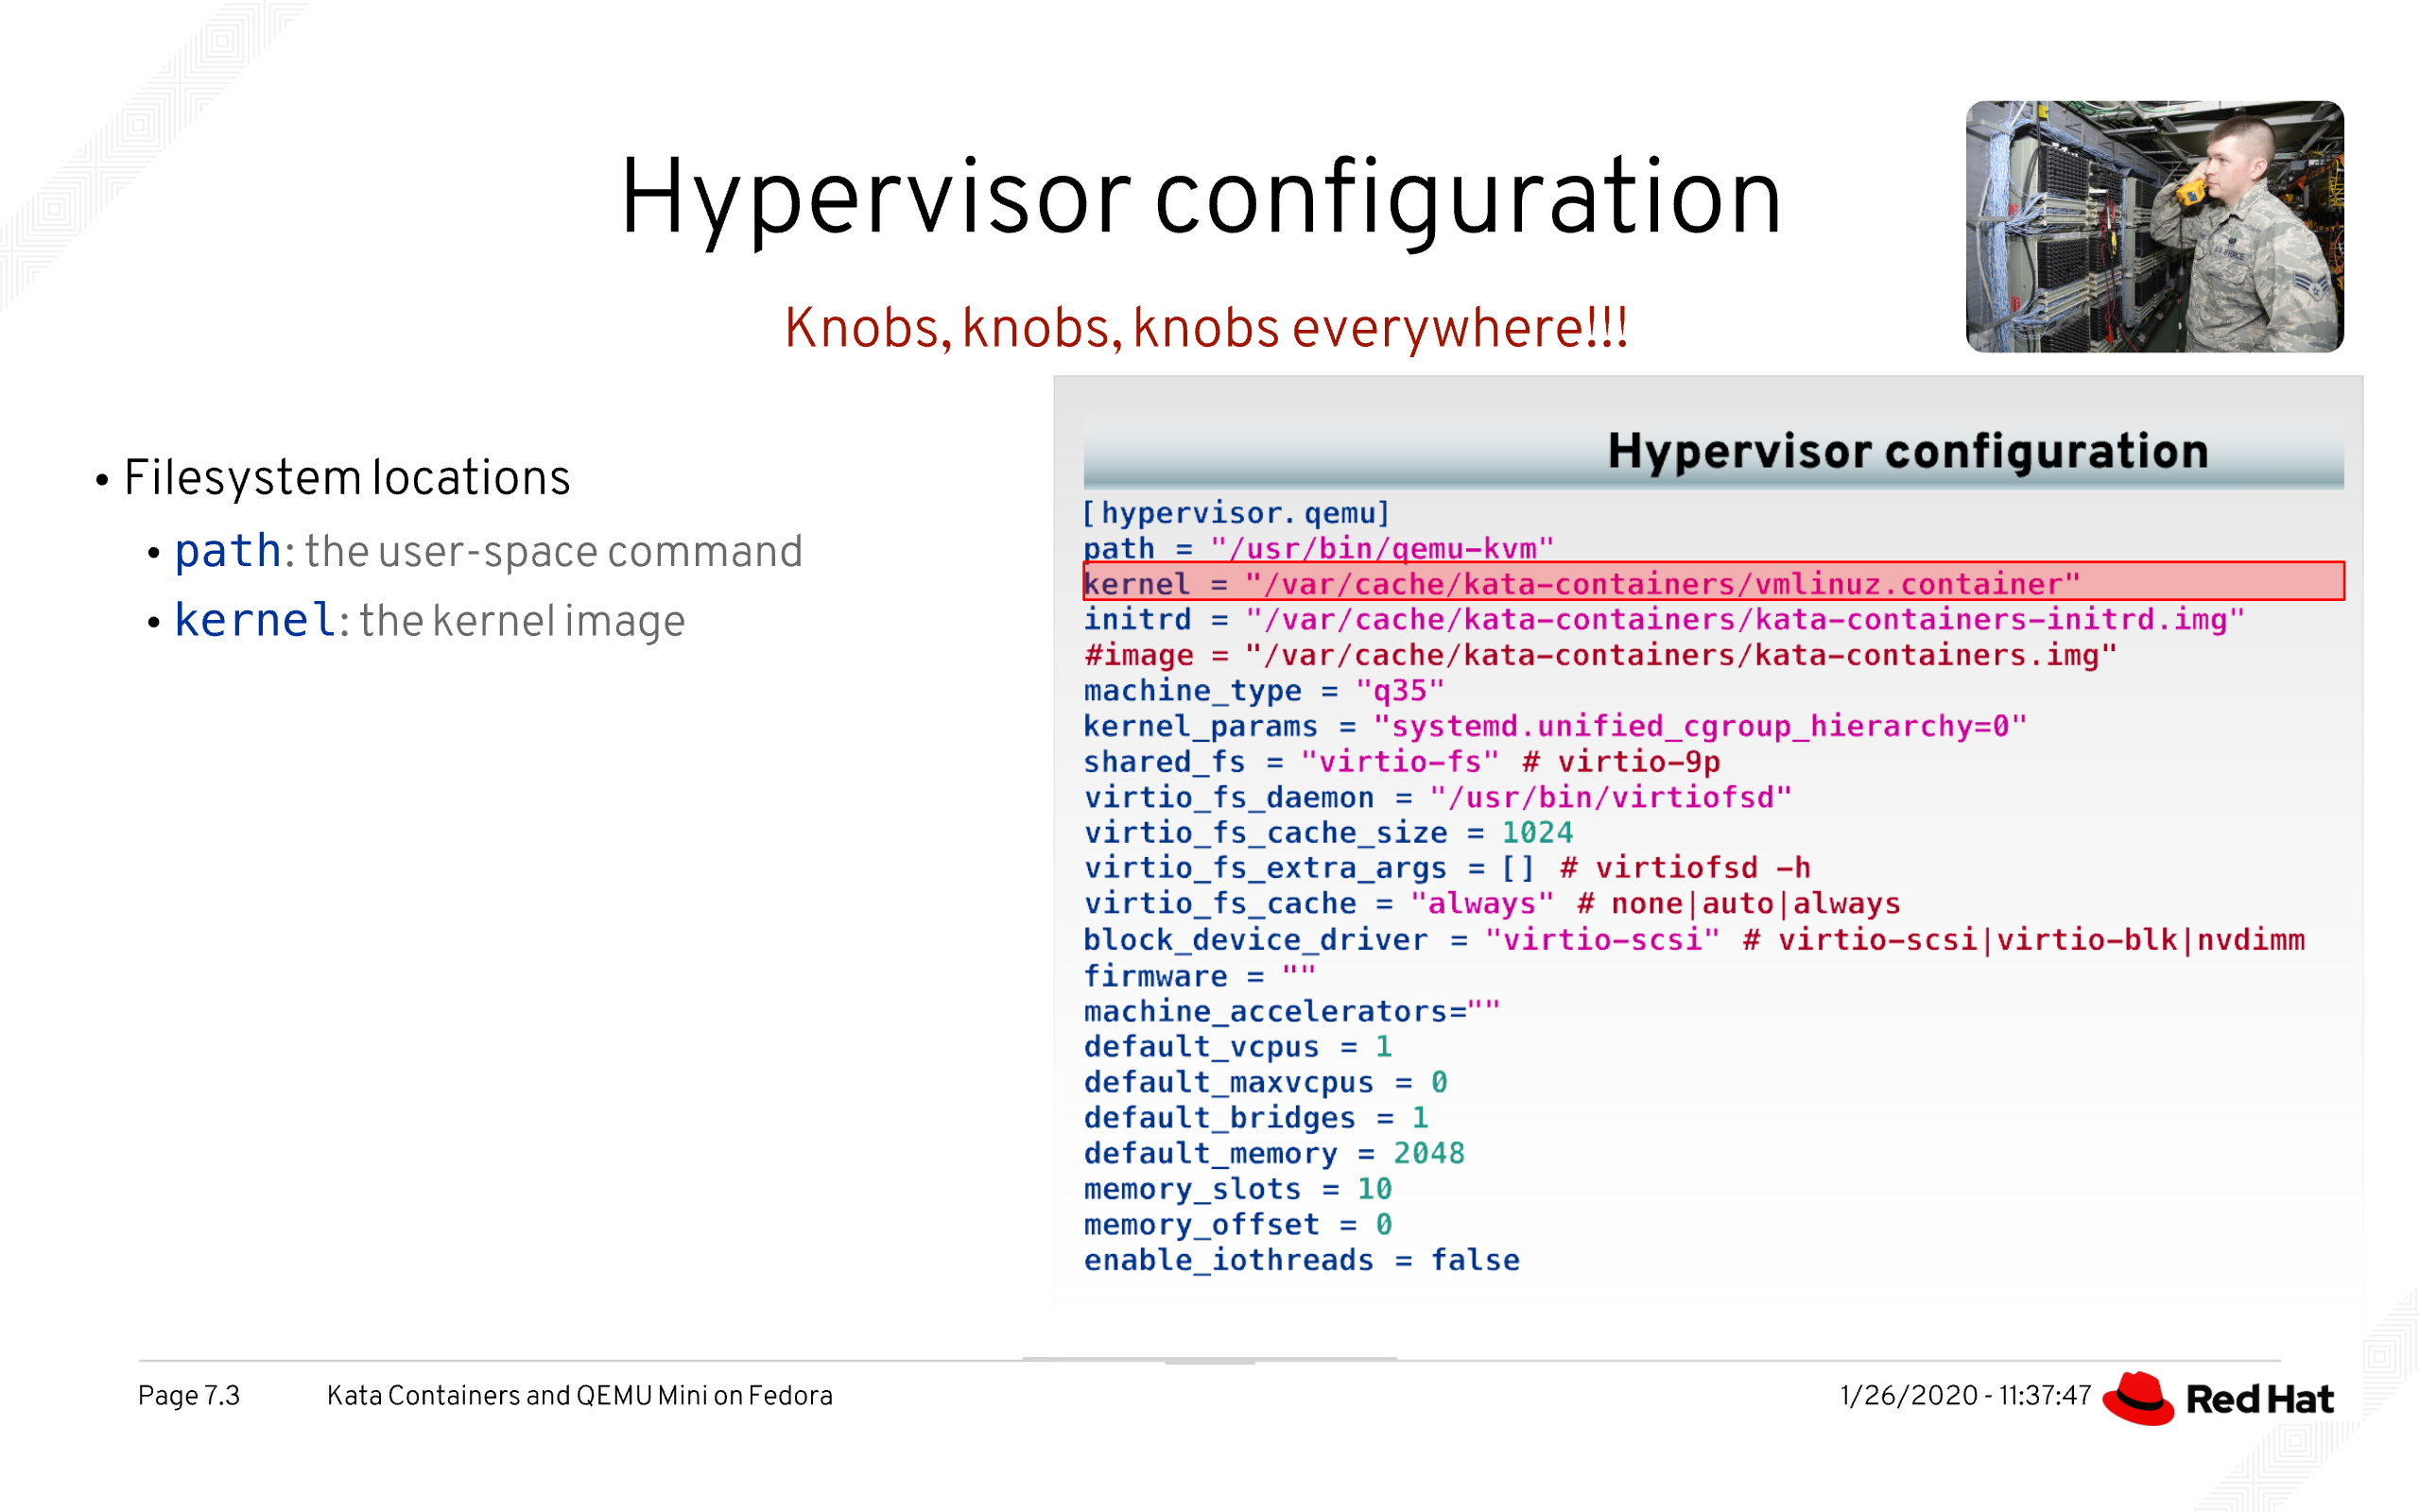 Hypervisor configuration
Knobs, knobs, knobs everywhere!!!
• Filesystem locations
• path: the user-space command
• kernel: the kernel image
Hypervisor configuration
[hypervisor.qemu]
path = "/usr/bin/qemu-kvm"
kernel = "/var/cache/kata-containers/vmlinuz.container"
initrd = "/var/cache/kata-containers/kata-containers-initrd.img"
#image = "/var/cache/kata-containers/kata-containers.img"
machine_type = "q35"
kernel_params = "systemd.unified_cgroup_hierarchy=0"
shared_fs = "virtio-fs" # virtio-9p
virtio_fs_daemon = "/usr/bin/virtiofsd"
virtio_fs_cache_size = 1024
virtio_fs_extra_args = [] # virtiofsd -h
virtio_fs_cache = "always" # none|auto|always
block_device_driver = "virtio-scsi" # virtio-scsi|virtio-blk|nvdimm
firmware = ""
machine_accelerators=""
default_vcpus = 1
default_maxvcpus = 0
default_bridges = 1
default_memory = 2048
memory_slots = 10
memory_offset = 0
enable_iothreads = false
Page 7.3 Kata Containers and QEMU Mini on Fedora 1/26/2020 - 11:37:47 Red Hat